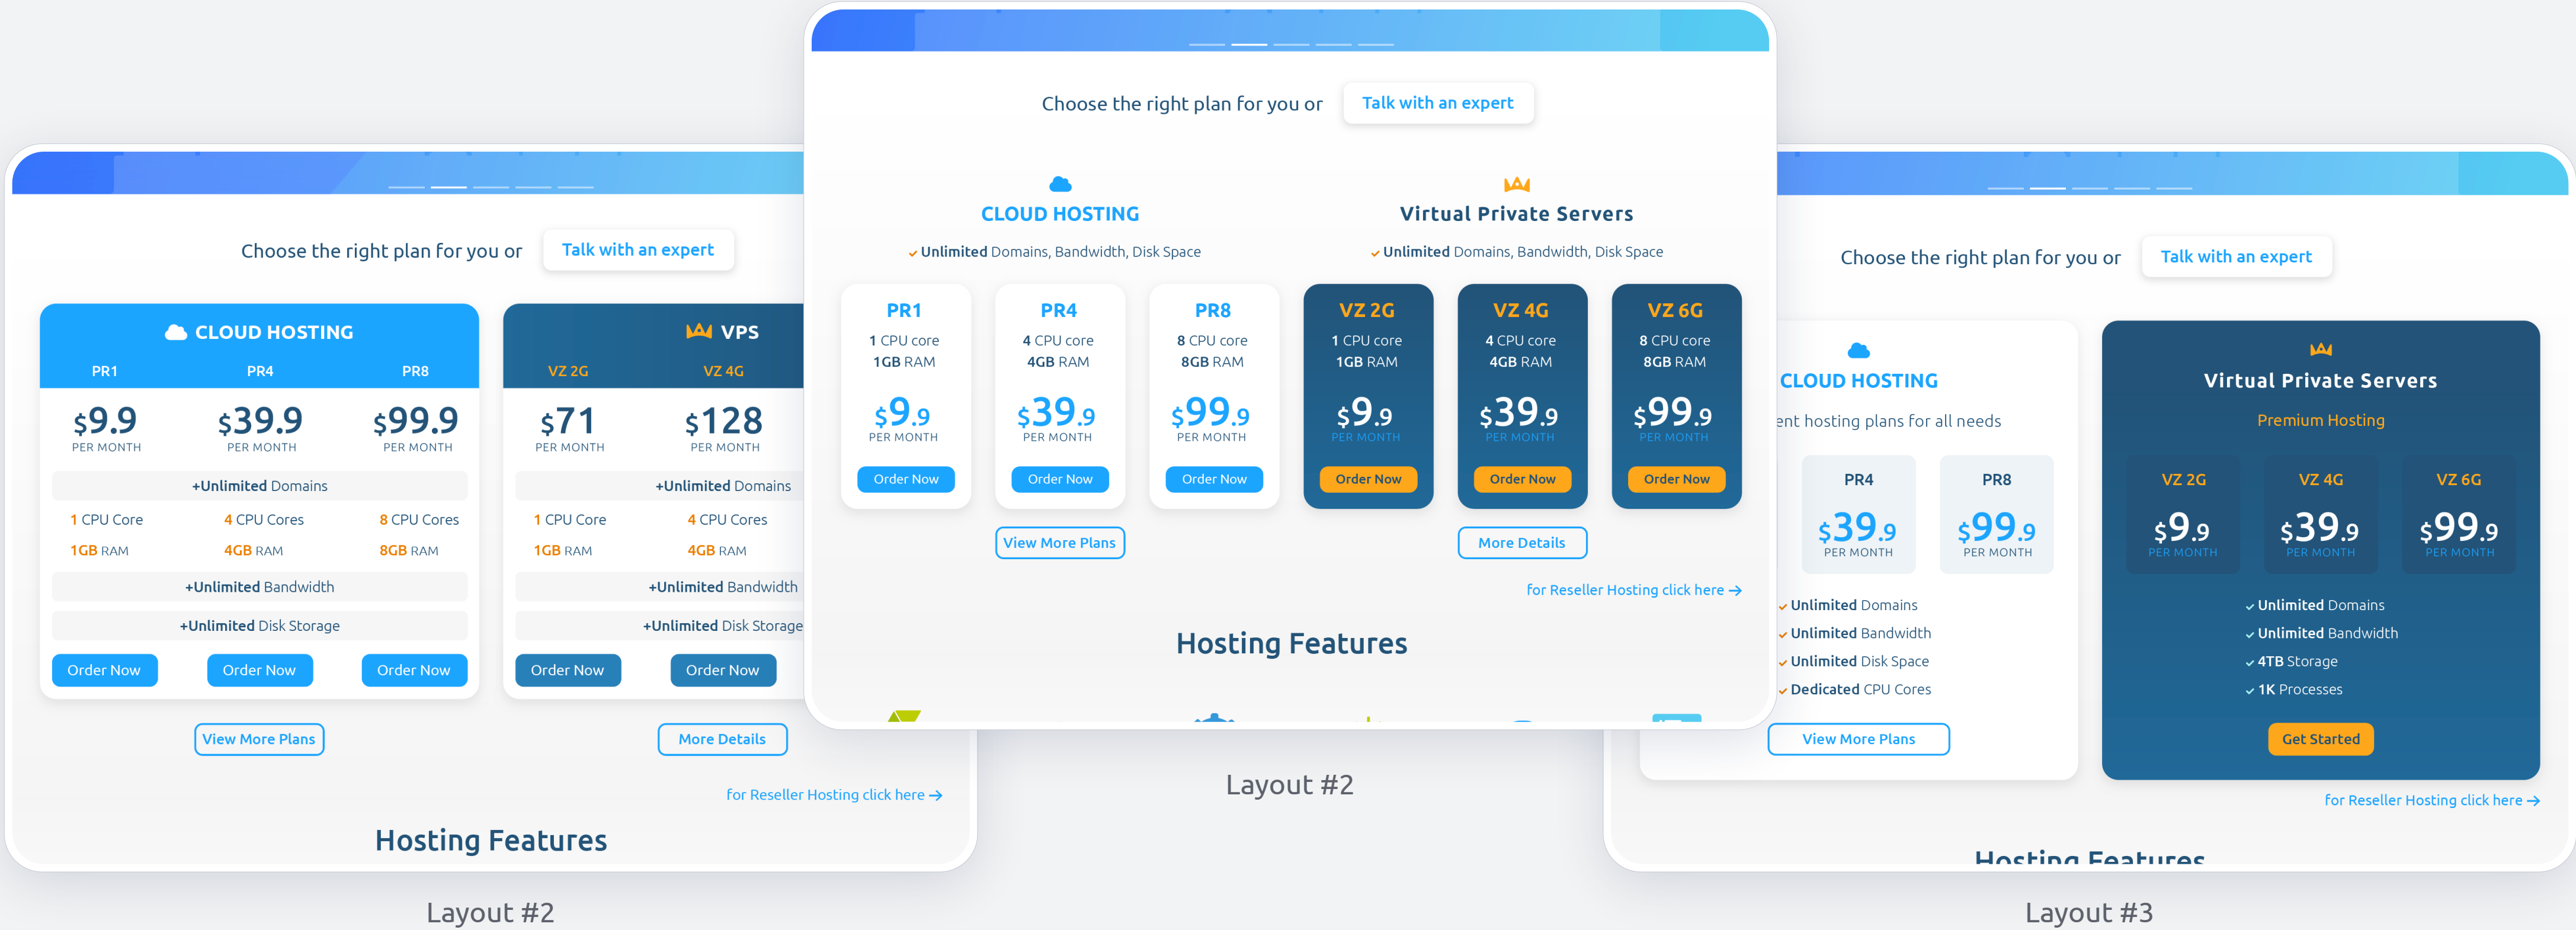 Choose the right plan for you or Talk with an expert
CLOUD HOSTING
PR1 PR4 PR8
$9.9 $39.9 $99.9
PER MONTH PER MONTH PER MONTH
+Unlimited Domains
1 CPU Core 4 CPU Cores 8 CPU Cores
1GB RAM 4GB RAM 8GB RAM
+Unlimited Bandwidth
+Unlimited Disk Storage
Order Now Order Now Order Now
View More Plans
VPS
VZ 2G VZ 4G
$71 $128
PER MONTH PER MONTH
+Unlimited Domains
1 CPU Core 4 CPU Cores
1GB RAM 4GB RAM
+Unlimited Bandwidth
+Unlimited Disk Storage
Order Now Order Now
More Details
for Reseller Hosting click here →
Hosting Features
Layout #2
Choose the right plan for you or Talk with an expert
CLOUD HOSTING
✓ Unlimited Domains, Bandwidth, Disk Space
PR1 PR4 PR8
1 CPU core 4 CPU core 8 CPU core
1GB RAM 4GB RAM 8GB RAM
$9.9 $39.9 $99.9
PER MONTH PER MONTH PER MONTH
Order Now Order Now Order Now
View More Plans
Virtual Private Servers
✓ Unlimited Domains, Bandwidth, Disk Space
VZ 2G VZ 4G VZ 6G
1 CPU core 4 CPU core 8 CPU core
1GB RAM 4GB RAM 8GB RAM
$9.9 $39.9 $99.9
PER MONTH PER MONTH PER MONTH
Order Now Order Now Order Now
More Details
for Reseller Hosting click here →
Hosting Features
Layout #2
Choose the right plan for you or Talk with an expert
CLOUD HOSTING
hosting plans for all needs
PR4 PR8
$39.9 $99.9
PER MONTH PER MONTH
✓ Unlimited Domains
✓ Unlimited Bandwidth
✓ Unlimited Disk Space
✓ Dedicated CPU Cores
View More Plans
Virtual Private Servers
Premium Hosting
VZ 2G VZ 4G VZ 6G
$9.9 $39.9 $99.9
PER MONTH PER MONTH PER MONTH
✓ Unlimited Domains
✓ Unlimited Bandwidth
✓ 4TB Storage
✓ 1K Processes
Get Started
for Reseller Hosting click here →
Hosting Features
Layout #3